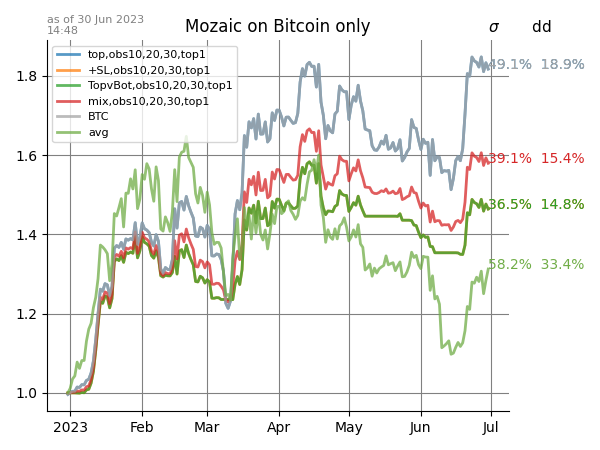 as of 30 Jun 2023
14:48
Mozaic on Bitcoin only
σ dd
top,obs10,20,30,top1
+SL,obs10,20,30,top1
TopvBot,obs10,20,30,top1
mix,obs10,20,30,top1
BTC
avg
1.8
1.6
1.4
1.2
1.0
49.1% 18.9%
39.1% 15.4%
36.5% 14.8%
58.2% 33.4%
2023 Feb Mar Apr May Jun Jul